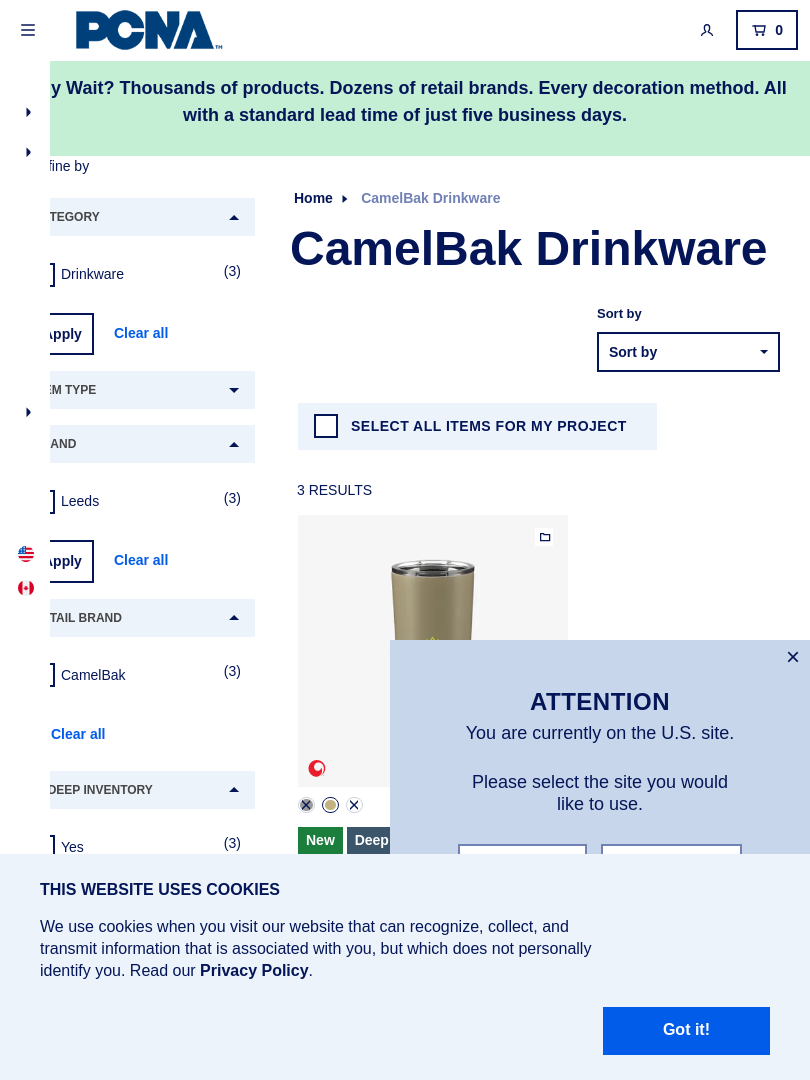 PCNA™
0
y Wait? Thousands of products. Dozens of retail brands. Every decoration method. All
with a standard lead time of just five business days.
fine by
Home
CamelBak Drinkware
CamelBak Drinkware
TEGORY
Drinkware
(3)
Apply
Clear all
Sort by
Sort by
EM TYPE
SELECT ALL ITEMS FOR MY PROJECT
AND
3 RESULTS
Leeds
(3)
Apply
Clear all
TAIL BRAND
CamelBak
(3)
Clear all
DEEP INVENTORY
Yes
(3)
New
Deep
×
ATTENTION
You are currently on the U.S. site.
Please select the site you would
like to use.
THIS WEBSITE USES COOKIES
We use cookies when you visit our website that can recognize, collect, and
transmit information that is associated with you, but which does not personally
identify you. Read our Privacy Policy.
Got it!